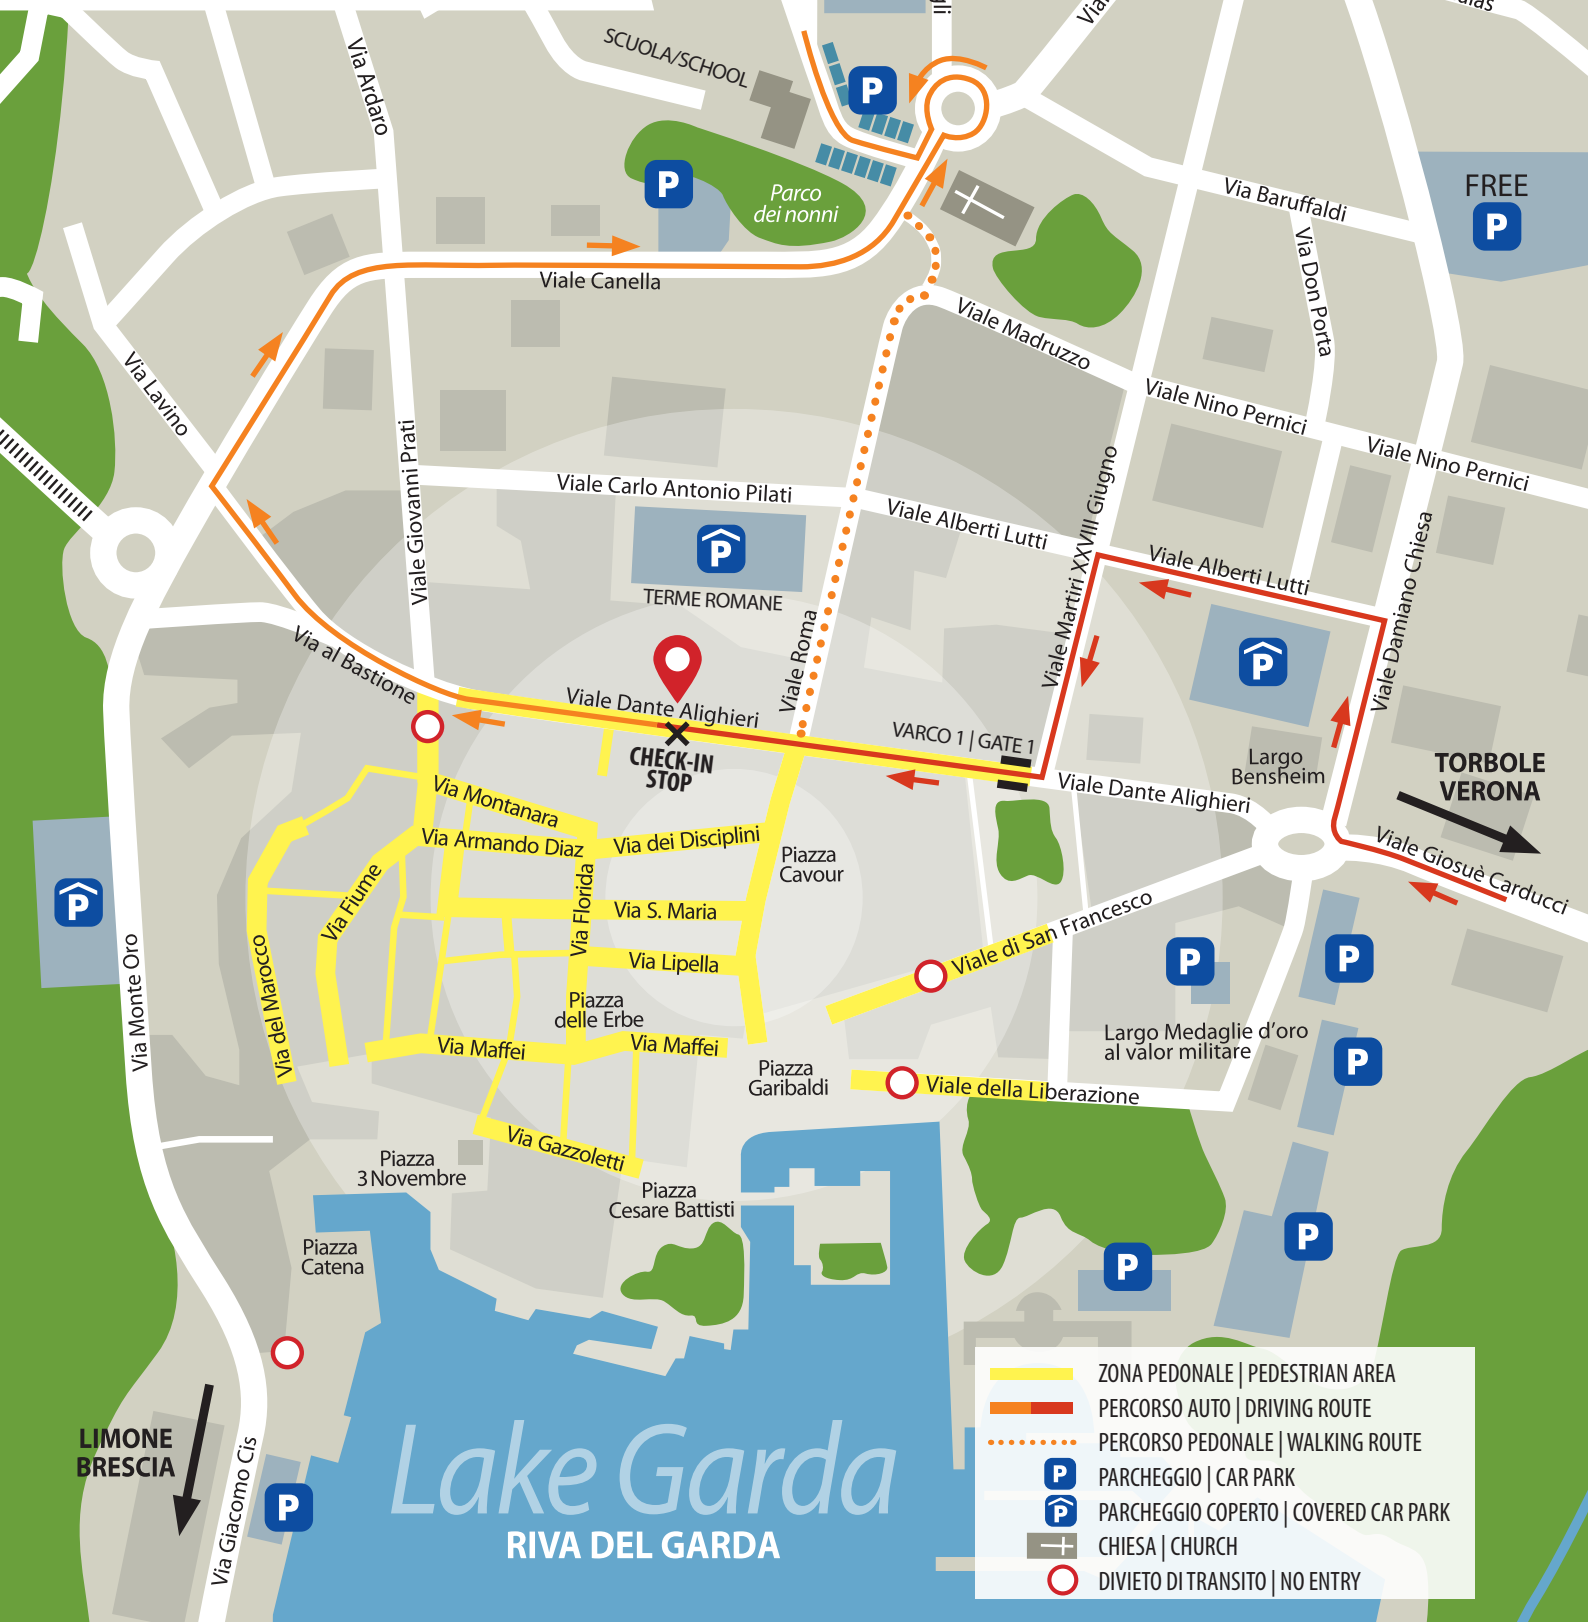 SCUOLA/SCHOOL
Via Ardaro
P
P
Parco
dei nonni
Via Baruffaldi
FREE
P
Via Don Porta
Viale Canella
Viale Madruzzo
Via Lavino
Viale Nino Pernici
Viale Nino Pernici
Viale Giovanni Prati
Viale Carlo Antonio Pilati
Viale Alberti Lutti
Viale Martiri XXVIII Giugno
Viale Alberti Lutti
Viale Damiano Chiesa
P
TERME ROMANE
Viale Roma
P
Via al Bastione
Viale Dante Alighieri
CHECK-IN
STOP
VARCO 1 | GATE 1
Viale Dante Alighieri
Largo
Bensheim
TORBOLE
VERONA
Viale Giosuè Carducci
Via Montanara
Via Armando Diaz
Via dei Disciplini
Piazza
Cavour
P
Via Fiume
Via Florida
Via S. Maria
Via Lipella
Viale di San Francesco
P
P
Via Monte Oro
Via del Marocco
Piazza
delle Erbe
Via Maffei
Via Maffei
Largo Medaglie d’oro
al valor militare
P
Piazza
Garibaldi
Viale della Liberazione
Via Gazzoletti
Piazza
3 Novembre
Piazza
Cesare Battisti
Piazza
Catena
P
P
LIMONE
BRESCIA
Via Giacomo Cis
P
Lake Garda
RIVA DEL GARDA
ZONA PEDONALE | PEDESTRIAN AREA
PERCORSO AUTO | DRIVING ROUTE
PERCORSO PEDONALE | WALKING ROUTE
P PARCHEGGIO | CAR PARK
P PARCHEGGIO COPERTO | COVERED CAR PARK
CHIESA | CHURCH
DIVIETO DI TRANSITO | NO ENTRY